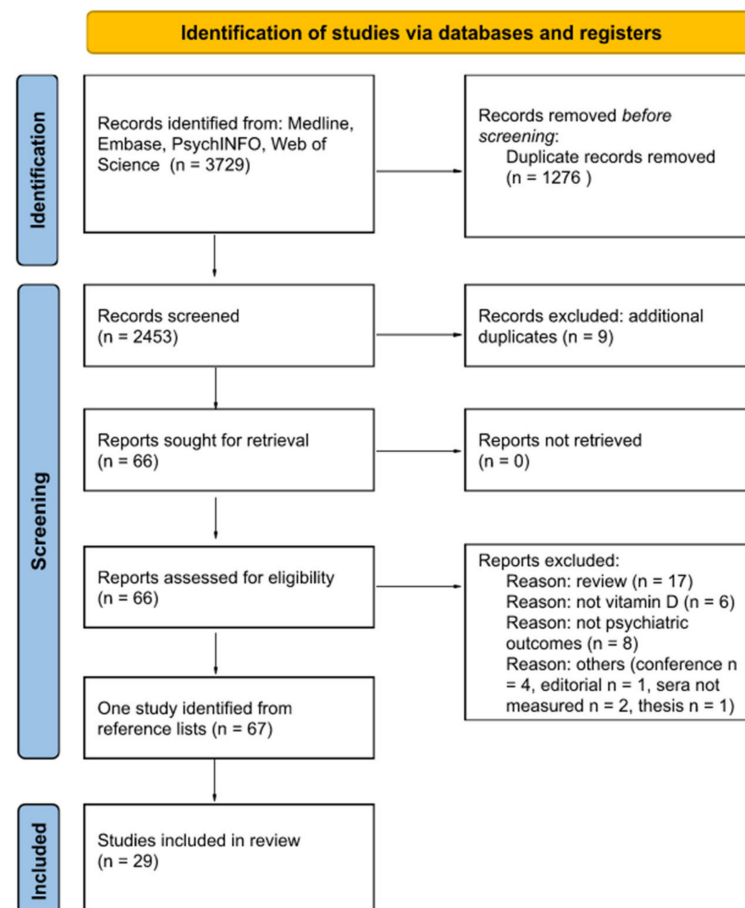 Identification of studies via databases and registers
Identification
Records identified from: Medline,
Embase, PsychINFO, Web of
Science (n = 3729)
Records removed before
screening:
Duplicate records removed
(n = 1276 )
Screening
Records screened
(n = 2453)
Records excluded: additional
duplicates (n = 9)
Reports sought for retrieval
(n = 66)
Reports not retrieved
(n = 0)
Reports assessed for eligibility
(n = 66)
Reports excluded:
Reason: review (n = 17)
Reason: not vitamin D (n = 6)
Reason: not psychiatric
outcomes (n = 8)
Reason: others (conference n
= 4, editorial n = 1, sera not
measured n = 2, thesis n = 1)
One study identified from
reference lists (n = 67)
Included
Studies included in review
(n = 29)